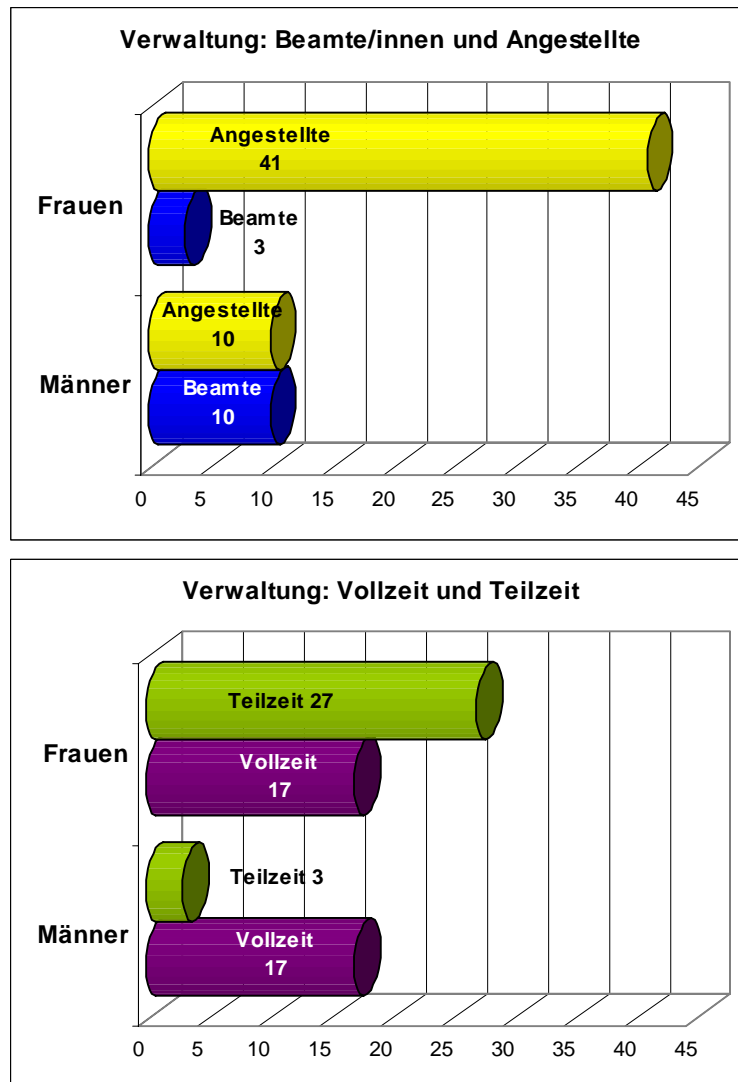 Verwaltung: Beamte/innen und Angestellte
Angestellte
41
Frauen
Beamte
3
Angestellte
10
Männer
Beamte
10
0 5 10 15 20 25 30 35 40 45
Verwaltung: Vollzeit und Teilzeit
Teilzeit 27
Frauen
Vollzeit
17
Teilzeit 3
Männer
Vollzeit
17
0 5 10 15 20 25 30 35 40 45